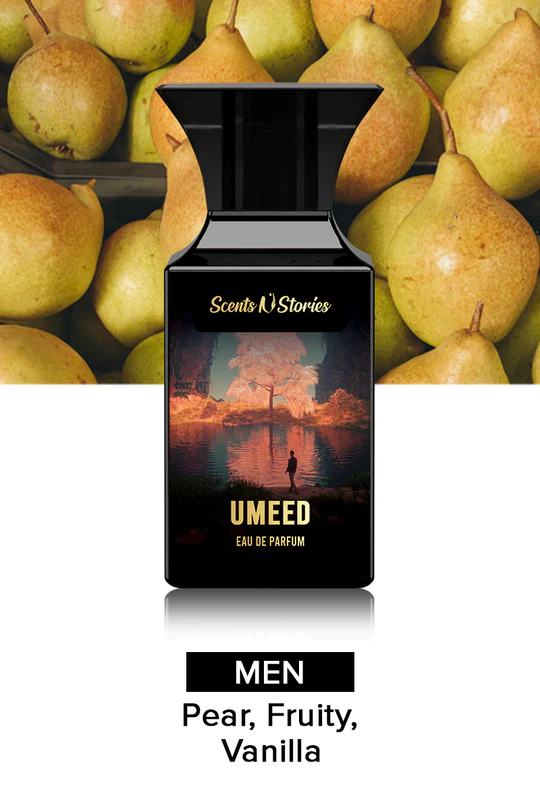 Scents N Stories
UMEED
EAU DE PARFUM
MEN
Pear, Fruity,
Vanilla